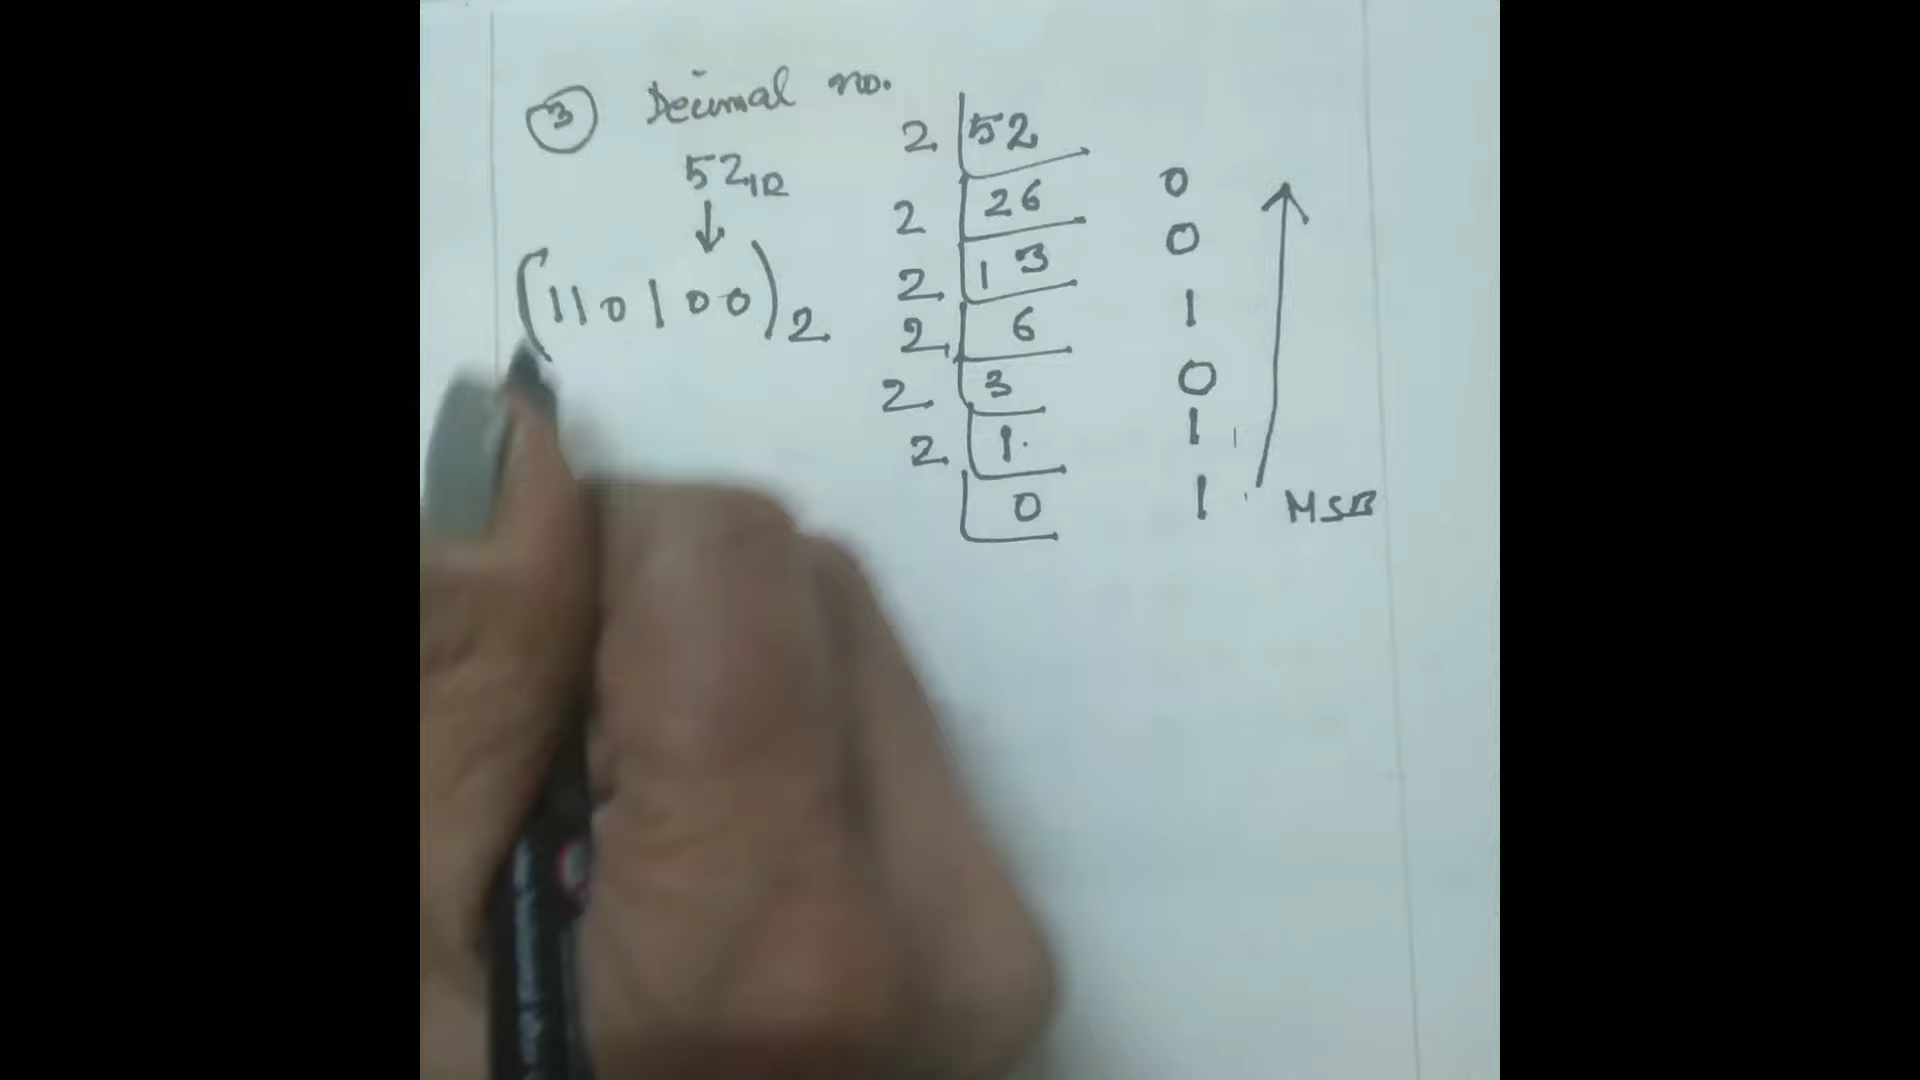 3 Decimal no.
52₁₀
↓
(110100)₂
2 52
2 26 0
2 13 0
2 6 1
2 3 0
2 1. 1
0 1 MSB